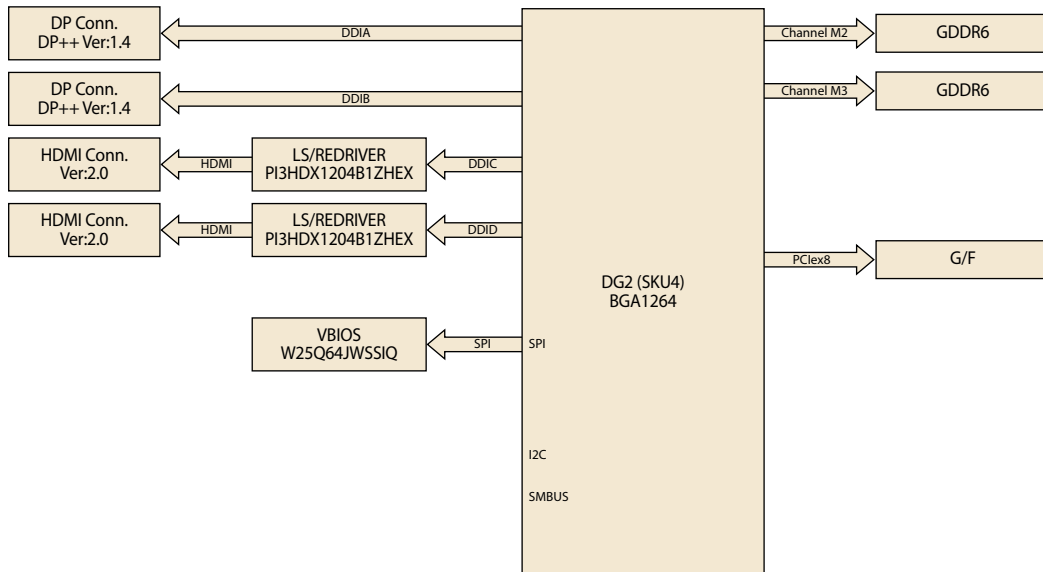 DP Conn.
DP++ Ver:1.4
DDIA
Channel M2
GDDR6
DP Conn.
DP++ Ver:1.4
DDIB
Channel M3
GDDR6
HDMI Conn.
Ver:2.0
HDMI
LS/REDRIVER
PI3HDX1204B1ZHEX
DDIC
HDMI Conn.
Ver:2.0
HDMI
LS/REDRIVER
PI3HDX1204B1ZHEX
DDID
PCIex8
G/F
DG2 (SKU4)
BGA1264
VBIOS
W25Q64JWSSIQ
SPI
SPI
I2C
SMBUS